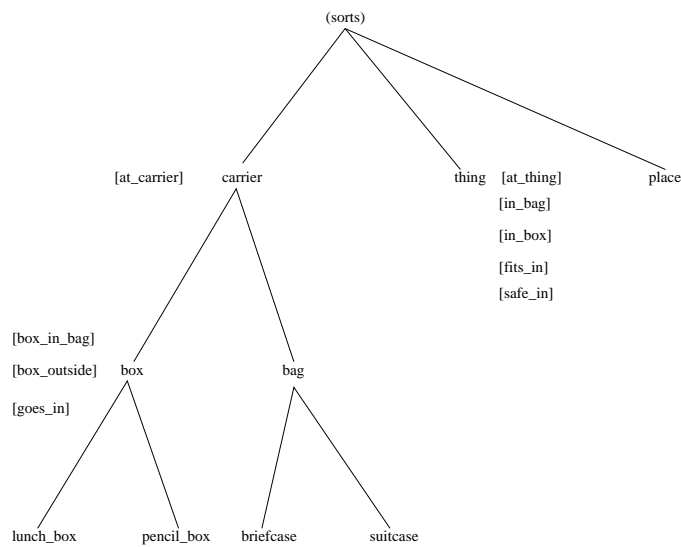 (sorts)
[at_carrier] carrier thing [at_thing] place
[in_bag]
[in_box]
[fits_in]
[safe_in]
[box_in_bag]
[box_outside] box bag
[goes_in]
lunch_box pencil_box briefcase suitcase